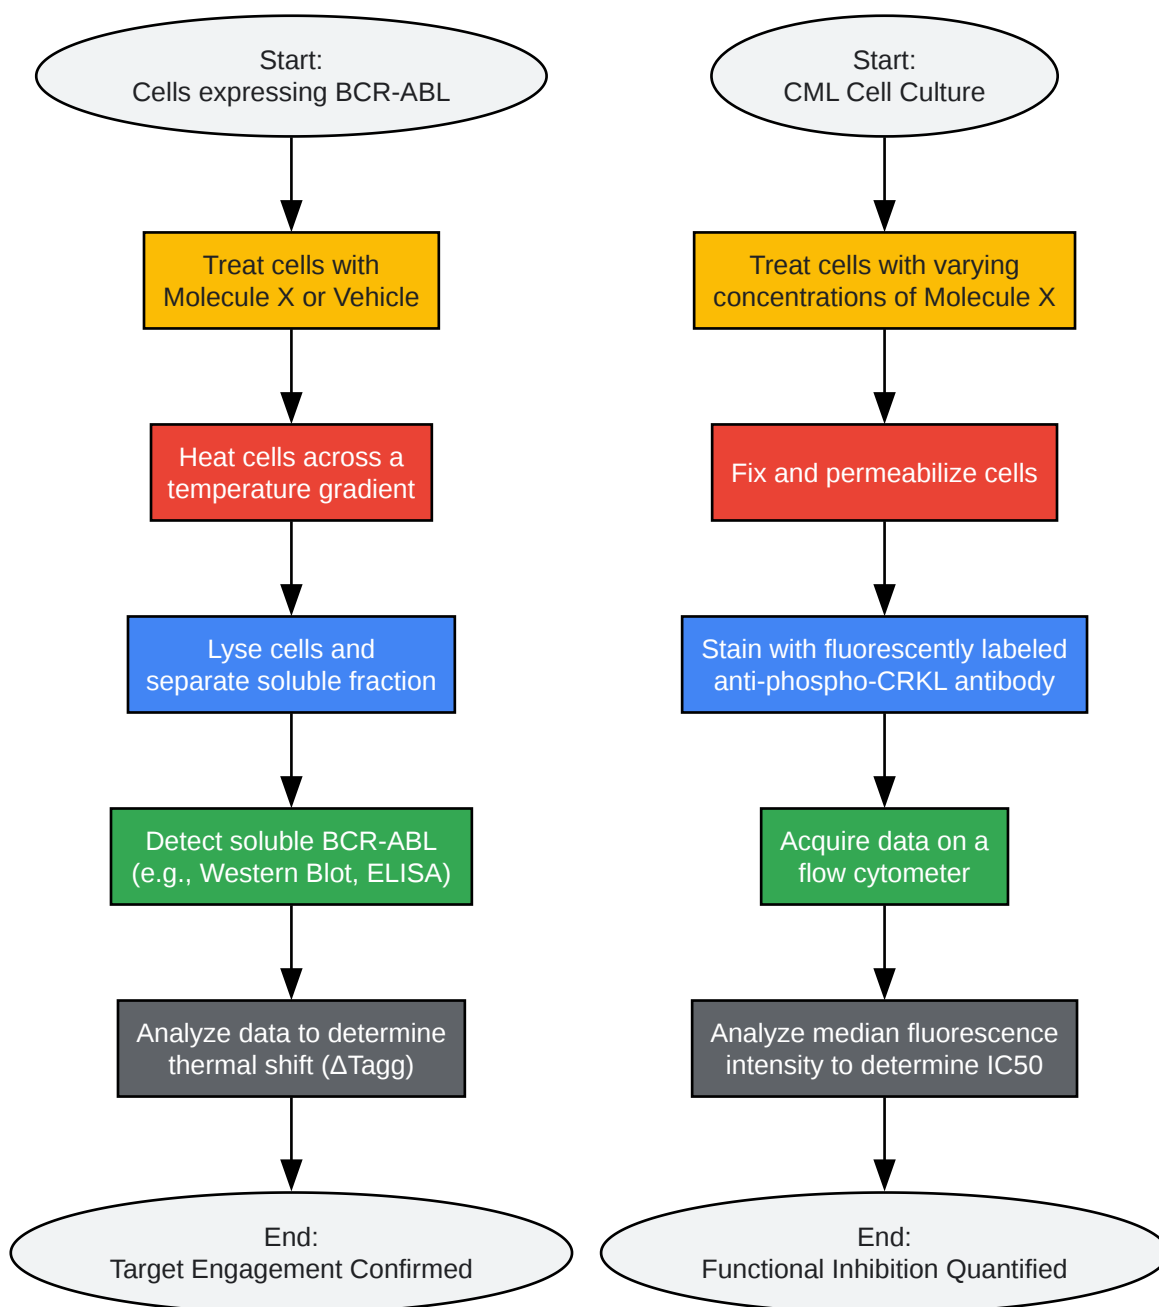 Start:
Cells expressing BCR-ABL
Treat cells with
Molecule X or Vehicle
Heat cells across a
temperature gradient
Lyse cells and
separate soluble fraction
Detect soluble BCR-ABL
(e.g., Western Blot, ELISA)
Analyze data to determine
thermal shift (ΔTagg)
End:
Target Engagement Confirmed
Start:
CML Cell Culture
Treat cells with varying
concentrations of Molecule X
Fix and permeabilize cells
Stain with fluorescently labeled
anti-phospho-CRKL antibody
Acquire data on a
flow cytometer
Analyze median fluorescence
intensity to determine IC50
End:
Functional Inhibition Quantified